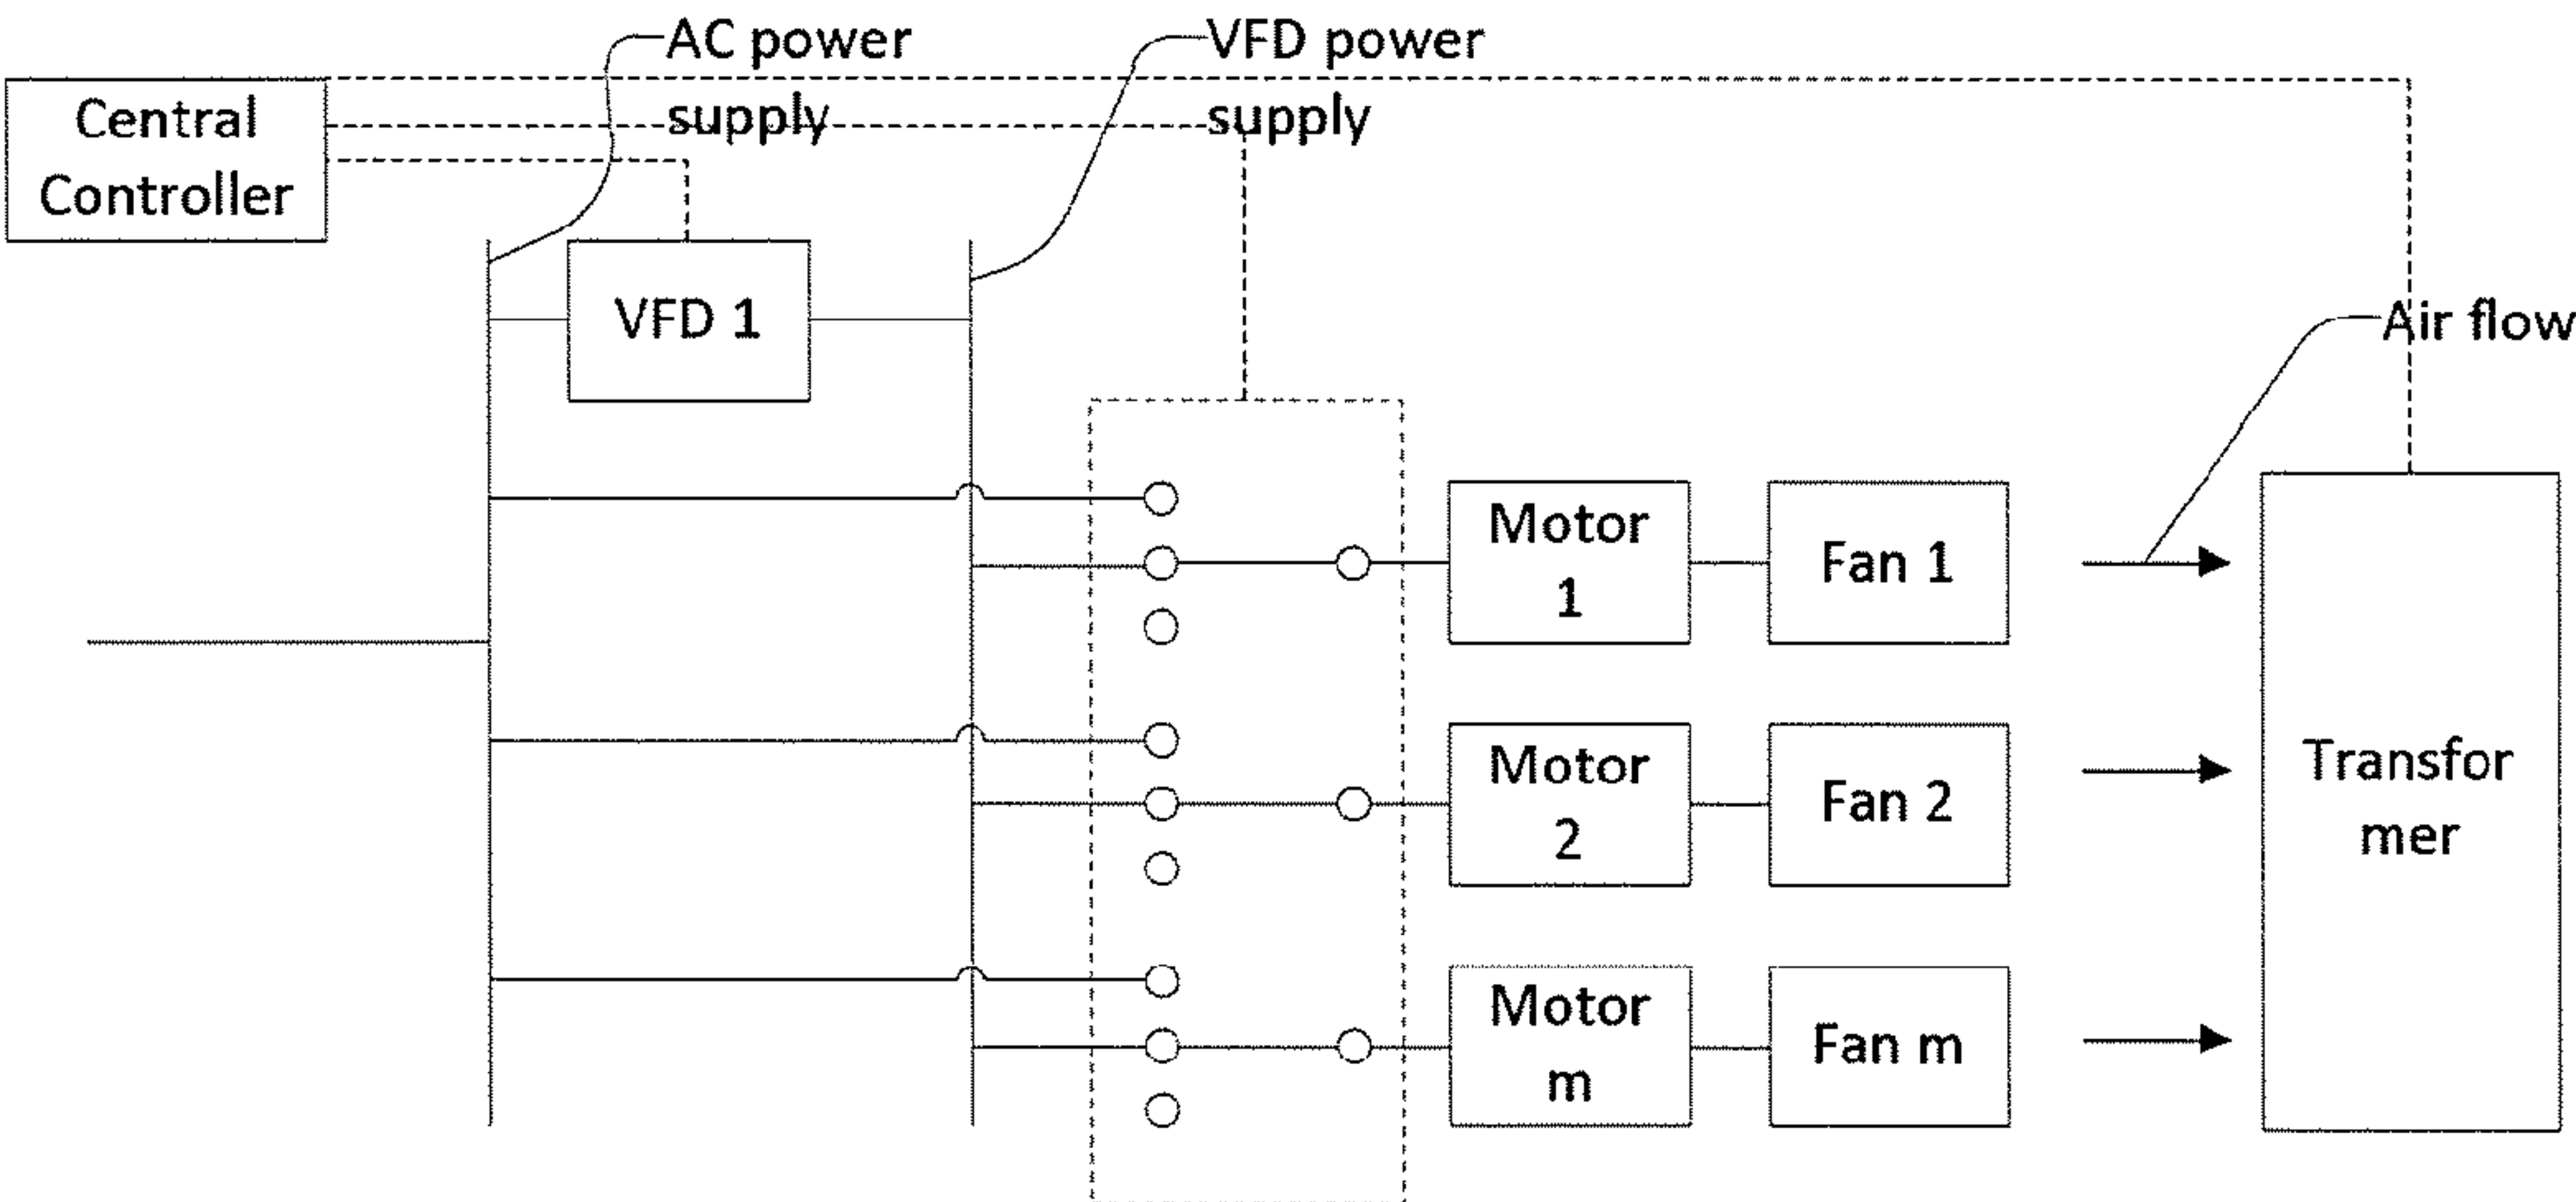 AC power
supply
VFD power
supply
Central
Controller
VFD 1
Air flow
Motor
1
Fan 1
Motor
2
Fan 2
Transfor
mer
Motor
m
Fan m